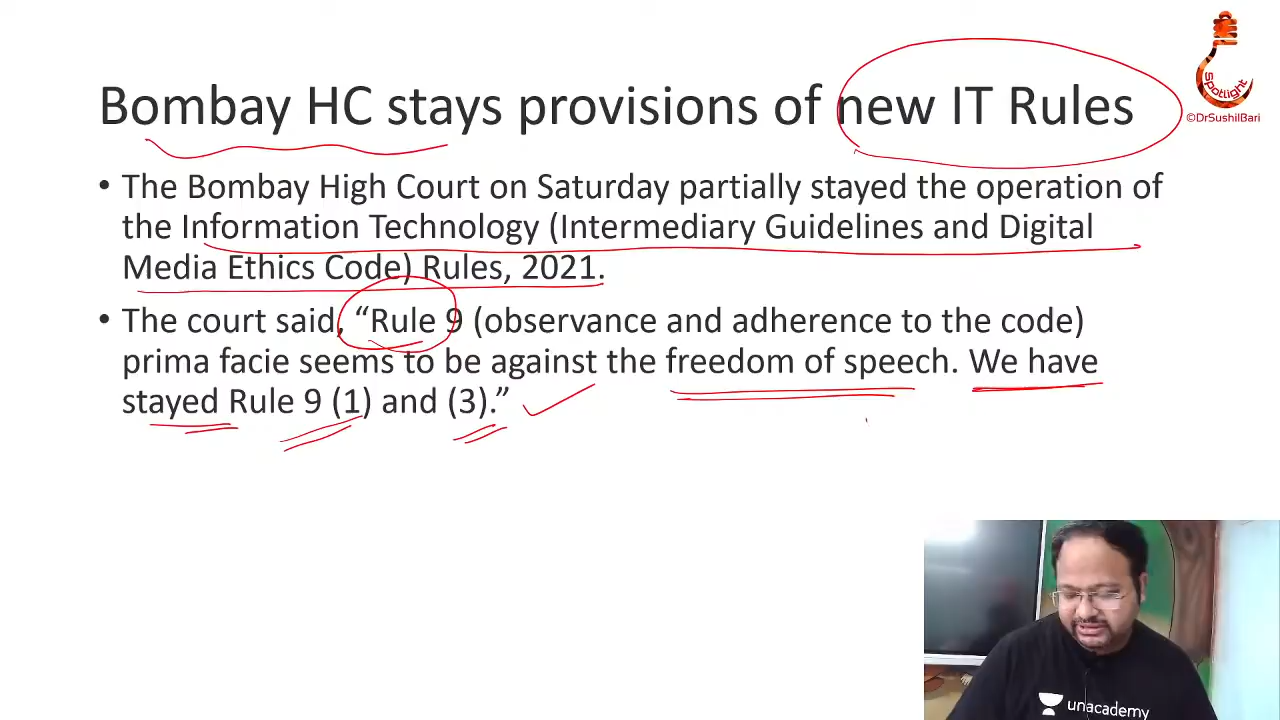 Spotlight
©DrSushilBari
Bombay HC stays provisions of new IT Rules
• The Bombay High Court on Saturday partially stayed the operation of
the Information Technology (Intermediary Guidelines and Digital
Media Ethics Code) Rules, 2021.
• The court said, “Rule 9 (observance and adherence to the code)
prima facie seems to be against the freedom of speech. We have
stayed Rule 9 (1) and (3).”
unacademy